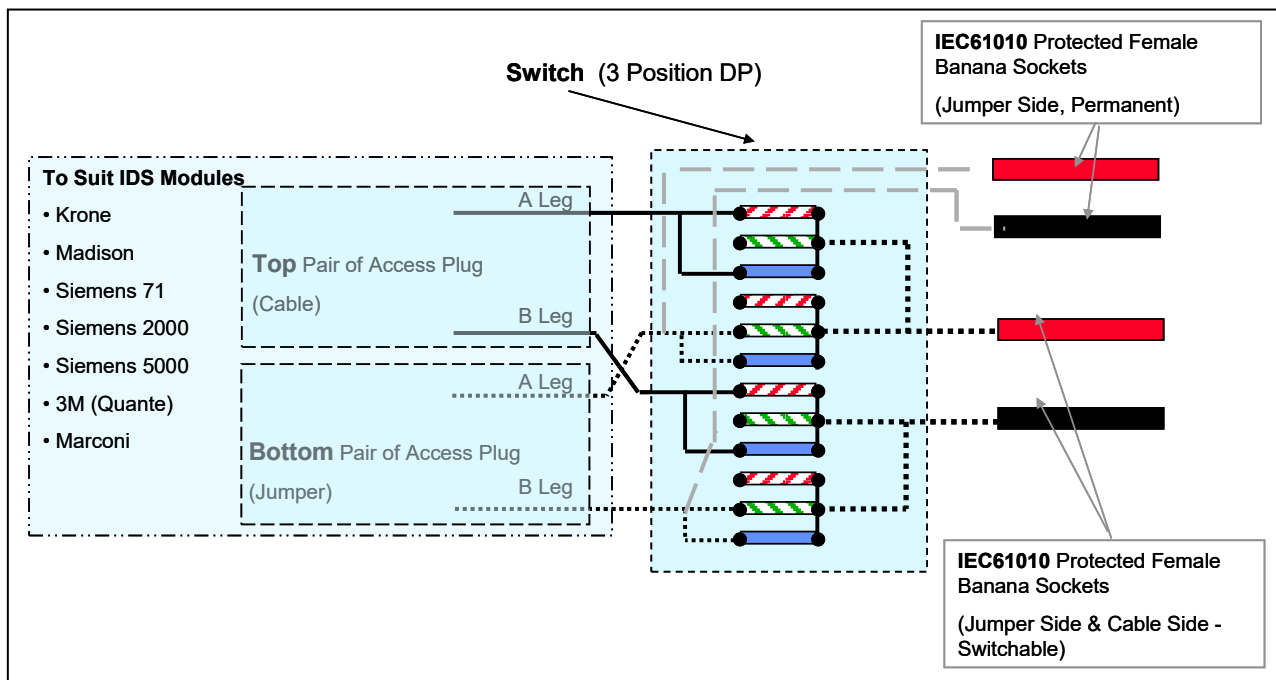 IEC61010 Protected Female
Banana Sockets
(Jumper Side, Permanent)
Switch (3 Position DP)
To Suit IDS Modules
• Krone
• Madison
• Siemens 71
• Siemens 2000
• Siemens 5000
• 3M (Quante)
• Marconi
A Leg
Top Pair of Access Plug
(Cable)
B Leg
A Leg
Bottom Pair of Access Plug
(Jumper)
B Leg
IEC61010 Protected Female
Banana Sockets
(Jumper Side & Cable Side -
Switchable)